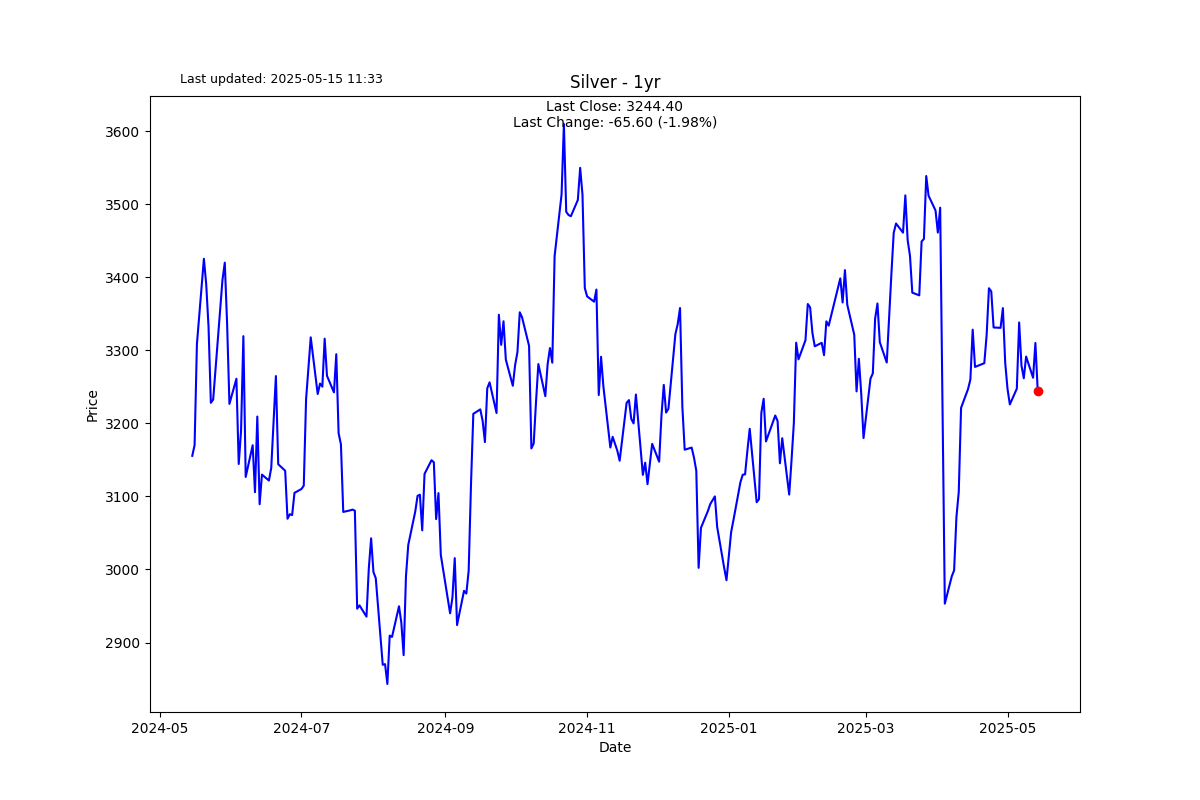 Last updated: 2025-05-15 11:33
Silver - 1yr
Last Close: 3244.40
Last Change: -65.60 (-1.98%)
3600
3500
3400
3300
3200
3100
3000
2900
Price
2024-05
2024-07
2024-09
2024-11
2025-01
2025-03
2025-05
Date